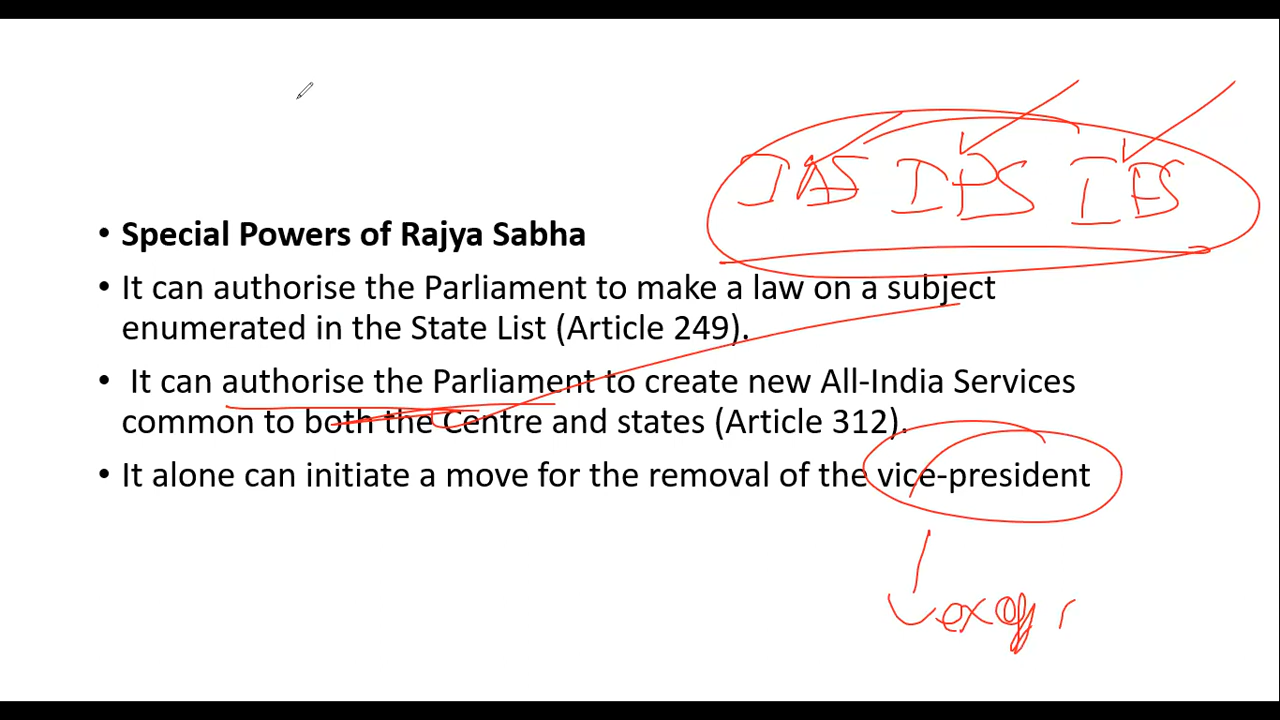 IAS IPS IFS
• Special Powers of Rajya Sabha
• It can authorise the Parliament to make a law on a subject
enumerated in the State List (Article 249).
• It can authorise the Parliament to create new All-India Services
common to both the Centre and states (Article 312).
• It alone can initiate a move for the removal of the vice-president